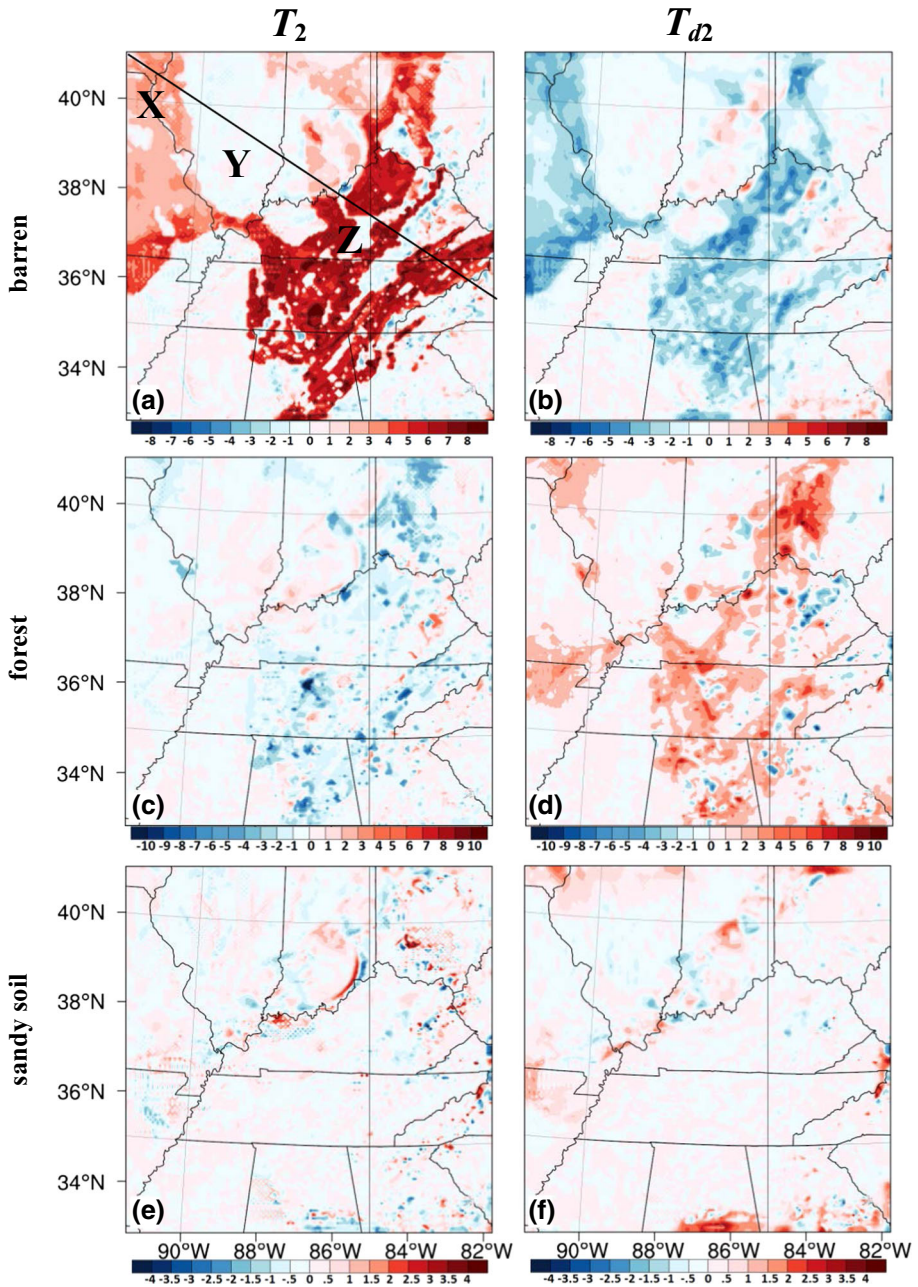 T2 Td2
barren
40°N
38°N
36°N
34°N
X
Y
Z
(a) (b)
-8 -7 -6 -5 -4 -3 -2 -1 0 1 2 3 4 5 6 7 8
-8 -7 -6 -5 -4 -3 -2 -1 0 1 2 3 4 5 6 7 8
forest
40°N
38°N
36°N
34°N
(c) (d)
-10 -9 -8 -7 -6 -5 -4 -3 -2 -1 0 1 2 3 4 5 6 7 8 9 10
-10 -9 -8 -7 -6 -5 -4 -3 -2 -1 0 1 2 3 4 5 6 7 8 9 10
sandy soil
40°N
38°N
36°N
34°N
(e) (f)
90°W 88°W 86°W 84°W 82°W
90°W 88°W 86°W 84°W 82°W
-4 -3.5 -3 -2.5 -2 -1.5 -1 -.5 0 .5 1 1.5 2 2.5 3 3.5 4
-4 -3.5 -3 -2.5 -2 -1.5 -1 -.5 0 .5 1 1.5 2 2.5 3 3.5 4